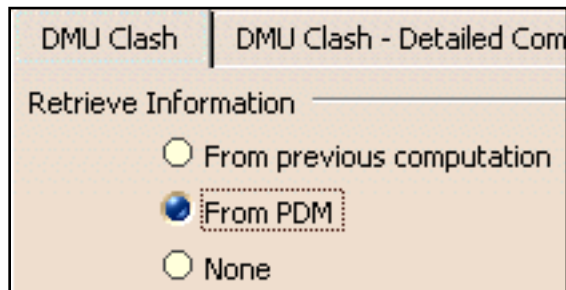 DMU Clash
DMU Clash - Detailed Com
Retrieve Information
From previous computation
From PDM
None